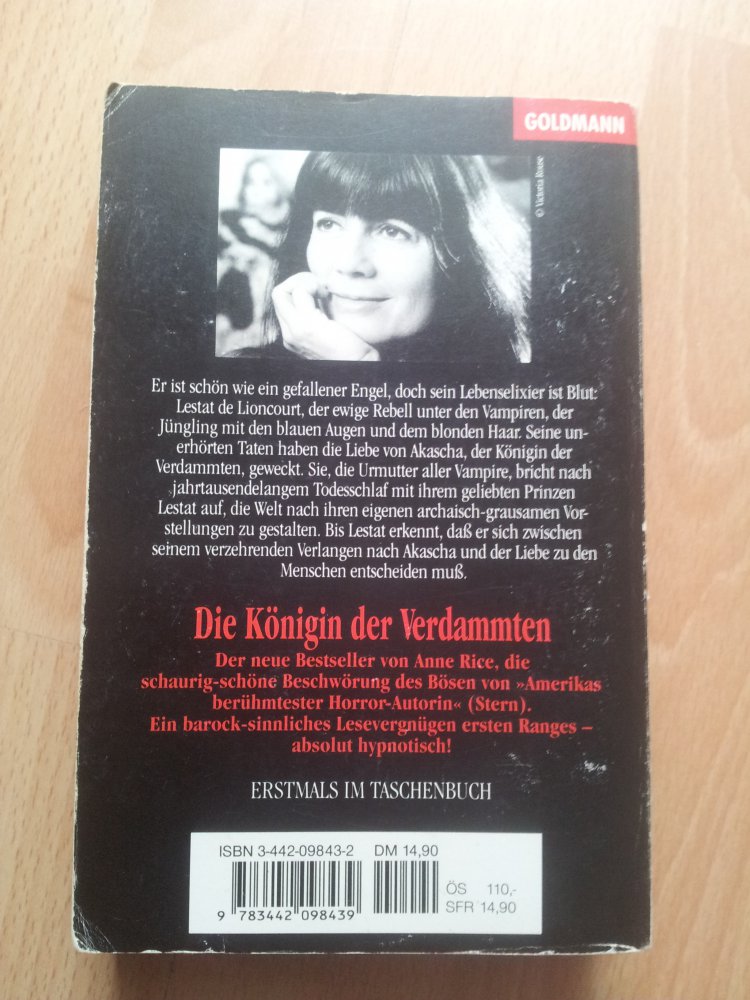 GOLDMANN
© Victoria Rouse
Er ist schön wie ein gefallener Engel, doch sein Lebenselixier ist Blut:
Lestat de Lioncourt, der ewige Rebell unter den Vampiren, der
Jüngling mit den blauen Augen und dem blonden Haar. Seine un-
erhörten Taten haben die Liebe von Akascha, der Königin der
Verdammten, geweckt. Sie, die Urmutter aller Vampire, bricht nach
jahrtausendelangem Todesschlaf mit ihrem geliebten Prinzen
Lestat auf, die Welt nach ihren eigenen archaisch-grausamen Vor-
stellungen zu gestalten. Bis Lestat erkennt, daß er sich zwischen
seinem verzehrenden Verlangen nach Akascha und der Liebe zu den
Menschen entscheiden muß.
Die Königin der Verdammten
Der neue Bestseller von Anne Rice, die
schaurig-schöne Beschwörung des Bösen von »Amerikas
berühmtester Horror-Autorin« (Stern).
Ein barock-sinnliches Lesevergnügen ersten Ranges –
absolut hypnotisch!
ERSTMALS IM TASCHENBUCH
ISBN 3-442-09843-2 DM 14,90
ÖS 110,-
SFR 14,90
9 783442 098439